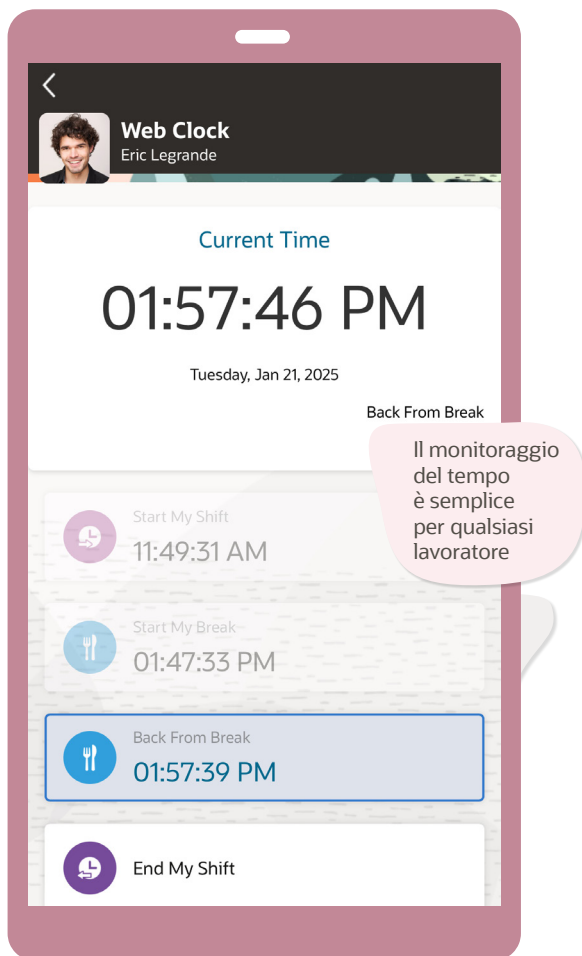 Web Clock
Eric Legrande
Current Time
01:57:46 PM
Tuesday, Jan 21, 2025
Back From Break
Il monitoraggio
del tempo
è semplice
per qualsiasi
lavoratore
Start My Shift
11:49:31 AM
Start My Break
01:47:33 PM
Back From Break
01:57:39 PM
End My Shift